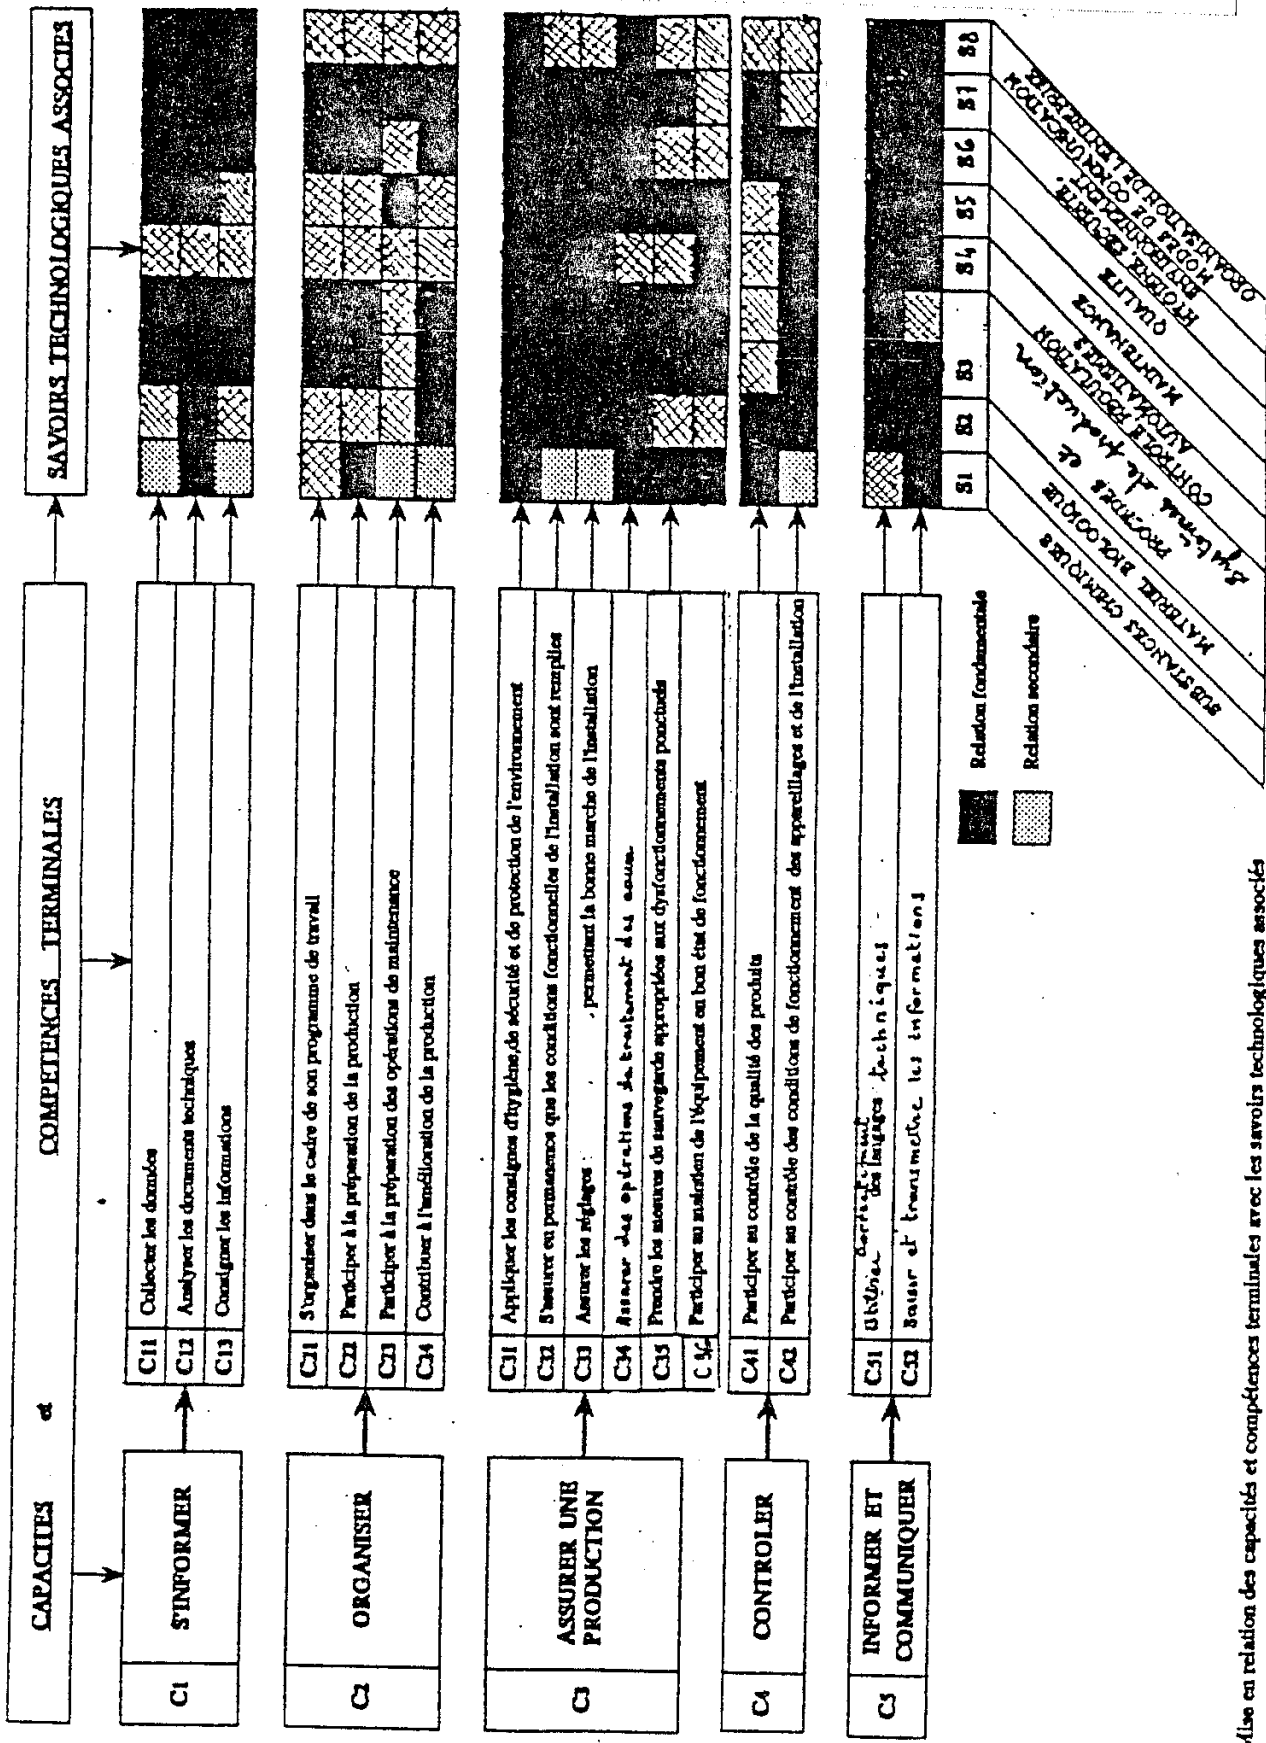 CAPACITES et COMPETENCES TERMINALES
SAVOIRS TECHNOLOGIQUES ASSOCIES
C1 S'INFORMER
C11 Collecter les données
C12 Analyser les documents techniques
C13 Consigner les informations
C2 ORGANISER
C21 S'organiser dans le cadre de son programme de travail
C22 Participer à la préparation de la production
C23 Participer à la préparation des opérations de maintenance
C24 Contribuer à l'amélioration de la production
C3 ASSURER UNE
PRODUCTION
C31 Appliquer les consignes d'hygiène,de sécurité et de protection de l'environnement
C32 S'assurer en permanence que les conditions fonctionnelles de l'installation sont remplies
C33 Assurer les réglages permettant la bonne marche de l'installation
C34 Assurer des opérations de traitement des eaux.
C35 Prendre les mesures de sauvegarde appropriées aux dysfonctionnements ponctuels
C36 Participer au maintien de l'équipement en bon état de fonctionnement
C4 CONTROLER
C41 Participer au contrôle de la qualité des produits
C42 Participer au contrôle des conditions de fonctionnement des appareillages et de l'installation
C5 INFORMER ET
COMMUNIQUER
C51 Utiliser correctement des langages techniques
C52 Saisir et transmettre les informations
S1 S2 S3 S4 S5 S6 S7 S8
SUBSTANCES CHIMIQUES
MATERIEL BIOLOGIQUE
PROCEDES et
Systèmes de production
CONTROLE REGULATION
AUTOMATISMES
MAINTENANCE
QUALITE
HYGIENE SECURITE
MODES DE COMMUNICATION
ORGANISATION DE L'ENTREPRISE
Relation fondamentale
Relation secondaire
Mise en relation des capacités et compétences terminales avec les savoirs technologiques associés